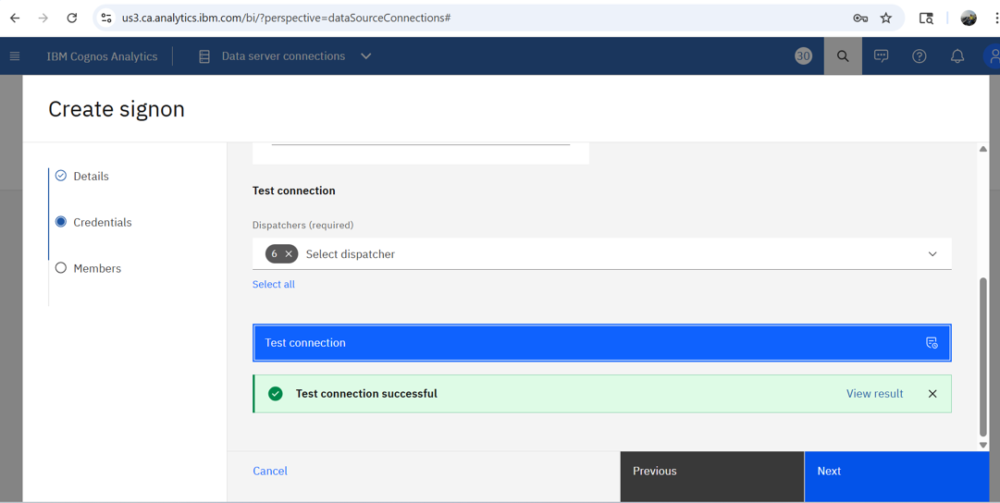 us3.ca.analytics.ibm.com/bi/?perspective=dataSourceConnections#
IBM Cognos Analytics
Data server connections
30
Create signon
Details
Credentials
Members
Test connection
Dispatchers (required)
6 × Select dispatcher
Select all
Test connection
Test connection successful
View result
Cancel
Previous
Next